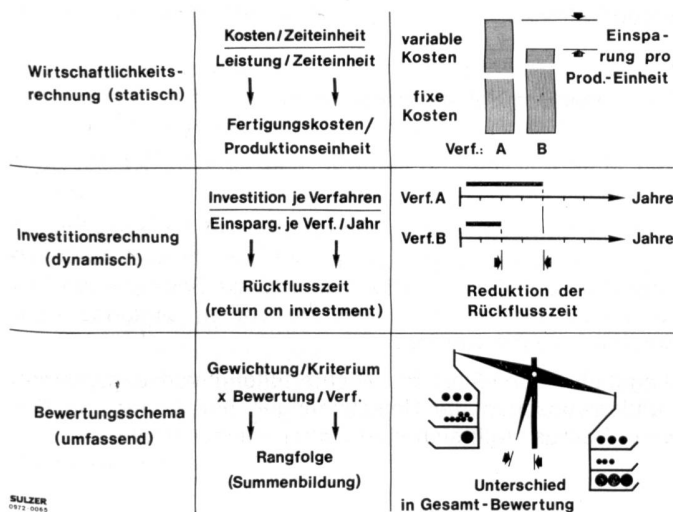 Wirtschaftlichkeits-
rechnung (statisch)
Kosten/Zeiteinheit
Leistung/Zeiteinheit
Fertigungskosten/
Produktionseinheit
variable
Kosten
fixe
Kosten
Verf.: A B
Einspa-
rung pro
Prod.-Einheit
Investitionsrechnung
(dynamisch)
Investition je Verfahren
Einsparg. je Verf./Jahr
Rückflusszeit
(return on investment)
Verf.A
Jahre
Verf.B
Jahre
Reduktion der
Rückflusszeit
Bewertungsschema
(umfassend)
Gewichtung/Kriterium
x Bewertung/Verf.
Rangfolge
(Summenbildung)
Unterschied
in Gesamt-Bewertung
SULZER
0972 0065